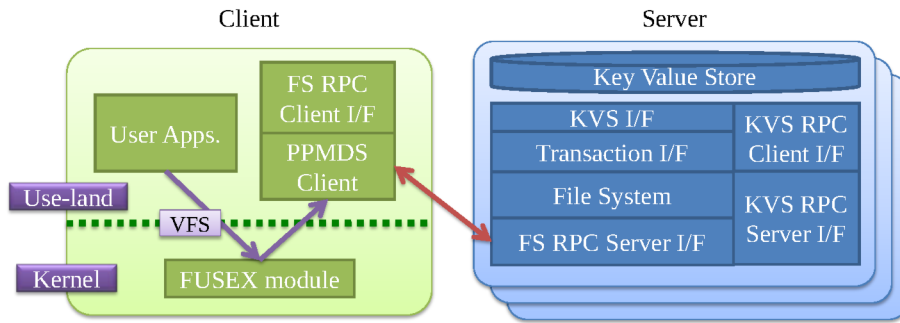 Client
Server
FS RPC
Client I/F
User Apps.
PPMDS
Client
Use-land
VFS
Kernel
FUSEX module
Key Value Store
KVS I/F
KVS RPC
Client I/F
Transaction I/F
File System
KVS RPC
Server I/F
FS RPC Server I/F